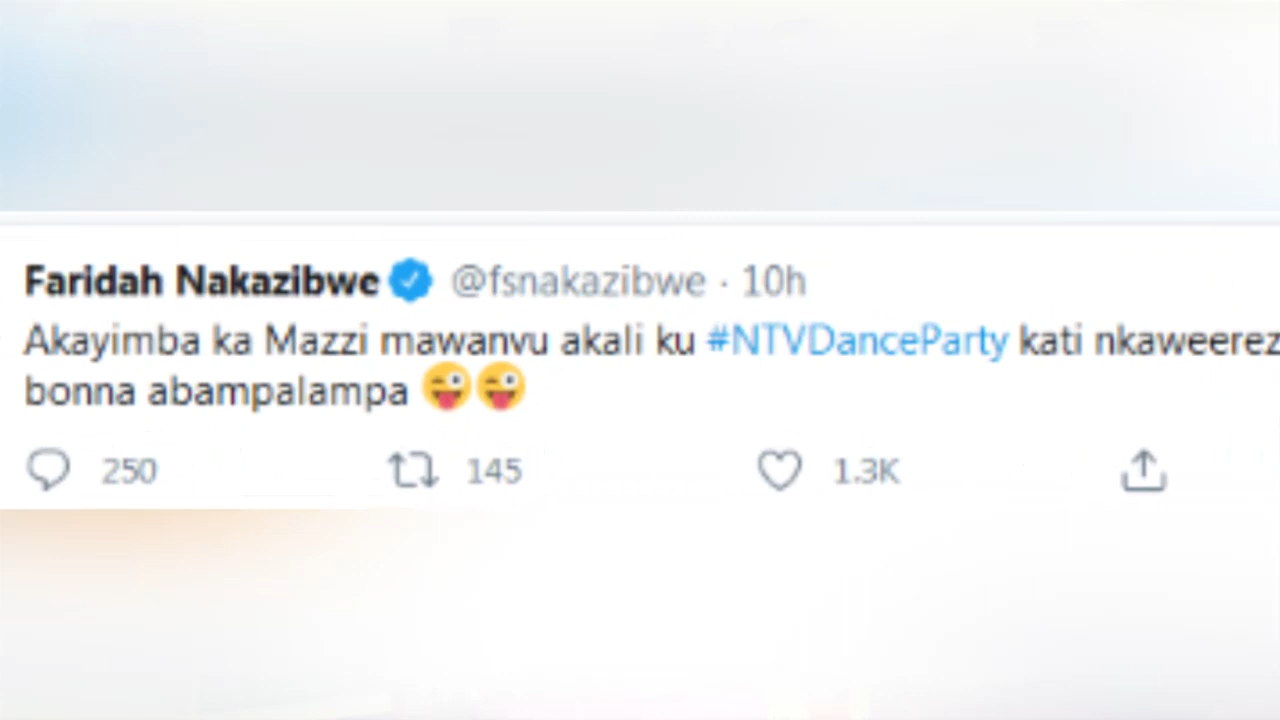 Faridah Nakazibwe @fsnakazibwe · 10h
Akayimba ka Mazzi mawanvu akali ku #NTVDanceParty kati nkaweerez
bonna abampalampa 😜😜
250 145 1.3K